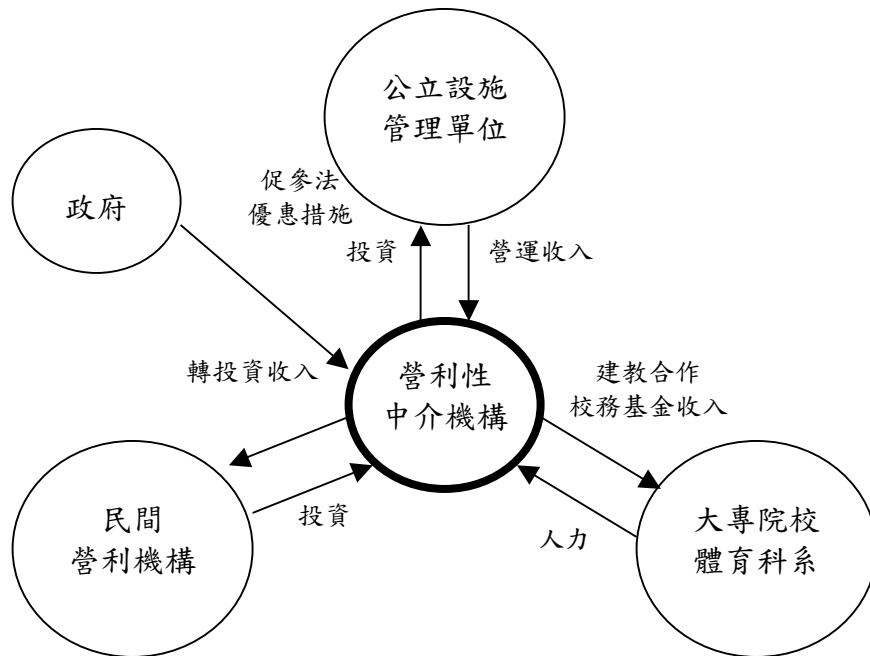 公立設施
管理單位
政府
促參法
優惠措施
投資
營運收入
轉投資收入
營利性
中介機構
建教合作
校務基金收入
民間
營利機構
投資
人力
大專院校
體育科系